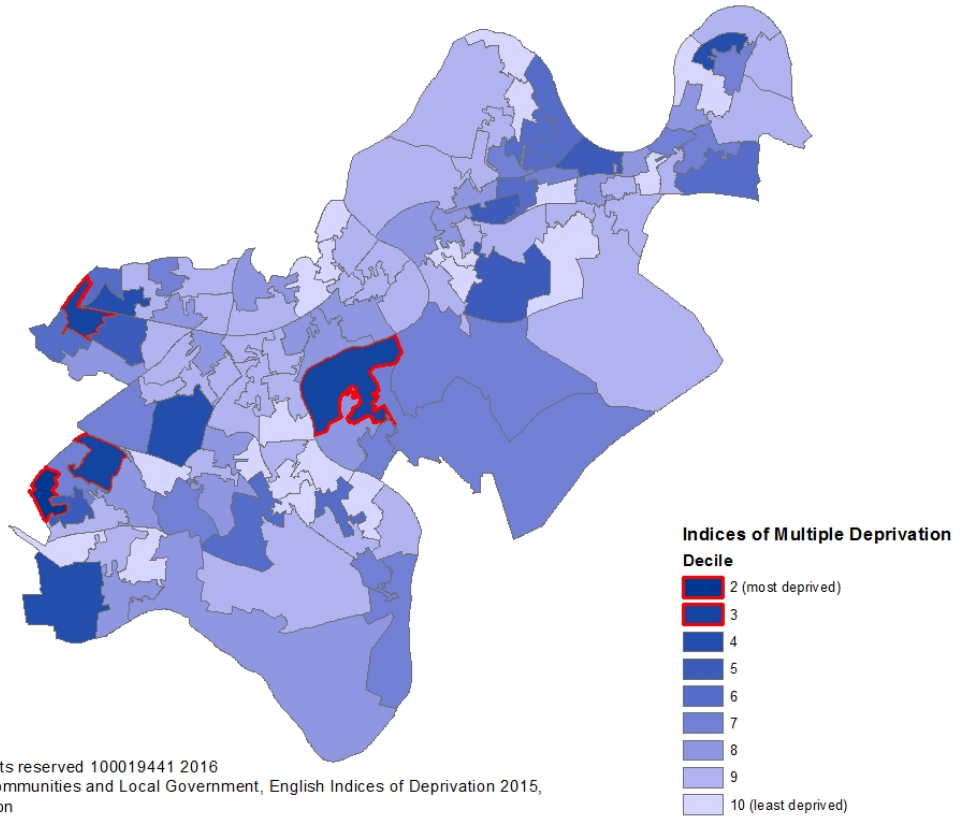 Indices of Multiple Deprivation
Decile
2 (most deprived)
3
4
5
6
7
8
9
10 (least deprived)
ts reserved 100019441 2016
mmunities and Local Government, English Indices of Deprivation 2015,
on